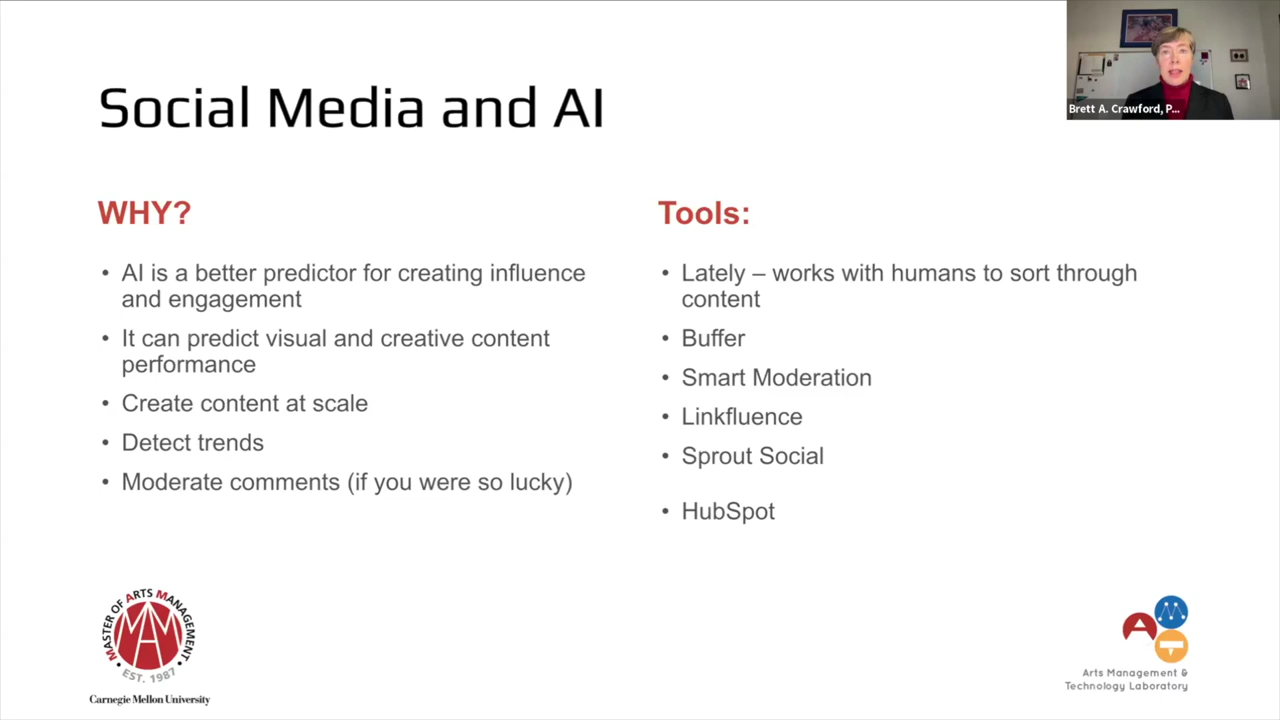 Social Media and AI
Brett A. Crawford, P...
WHY?
• AI is a better predictor for creating influence
and engagement
• It can predict visual and creative content
performance
• Create content at scale
• Detect trends
• Moderate comments (if you were so lucky)
Tools:
• Lately – works with humans to sort through
content
• Buffer
• Smart Moderation
• Linkfluence
• Sprout Social
• HubSpot
MASTER OF ARTS MANAGEMENT
MAM
• EST. 1987 •
Carnegie Mellon University
Arts Management &
Technology Laboratory